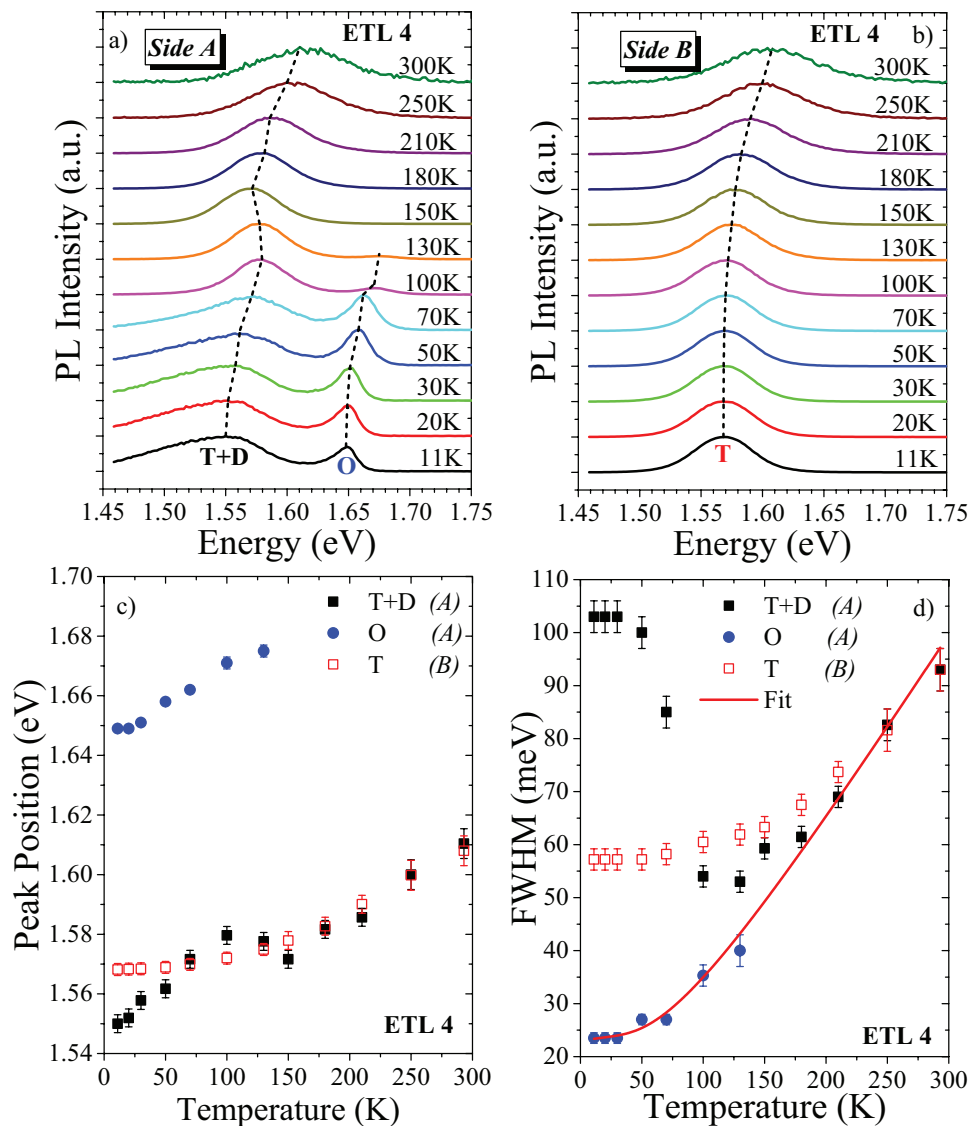 a) Side A ETL 4
300K
250K
210K
180K
150K
130K
100K
70K
50K
30K
20K
11K
T+D O
PL Intensity (a.u.)
1.45 1.50 1.55 1.60 1.65 1.70 1.75
Energy (eV)
Side B ETL 4 b)
300K
250K
210K
180K
150K
130K
100K
70K
50K
30K
20K
11K
T
PL Intensity (a.u.)
1.45 1.50 1.55 1.60 1.65 1.70 1.75
Energy (eV)
c)
T+D (A)
O (A)
T (B)
ETL 4
Peak Position (eV)
1.70
1.68
1.66
1.64
1.62
1.60
1.58
1.56
1.54
0 50 100 150 200 250 300
Temperature (K)
d)
T+D (A)
O (A)
T (B)
Fit
ETL 4
FWHM (meV)
110
100
90
80
70
60
50
40
30
20
0 50 100 150 200 250 300
Temperature (K)